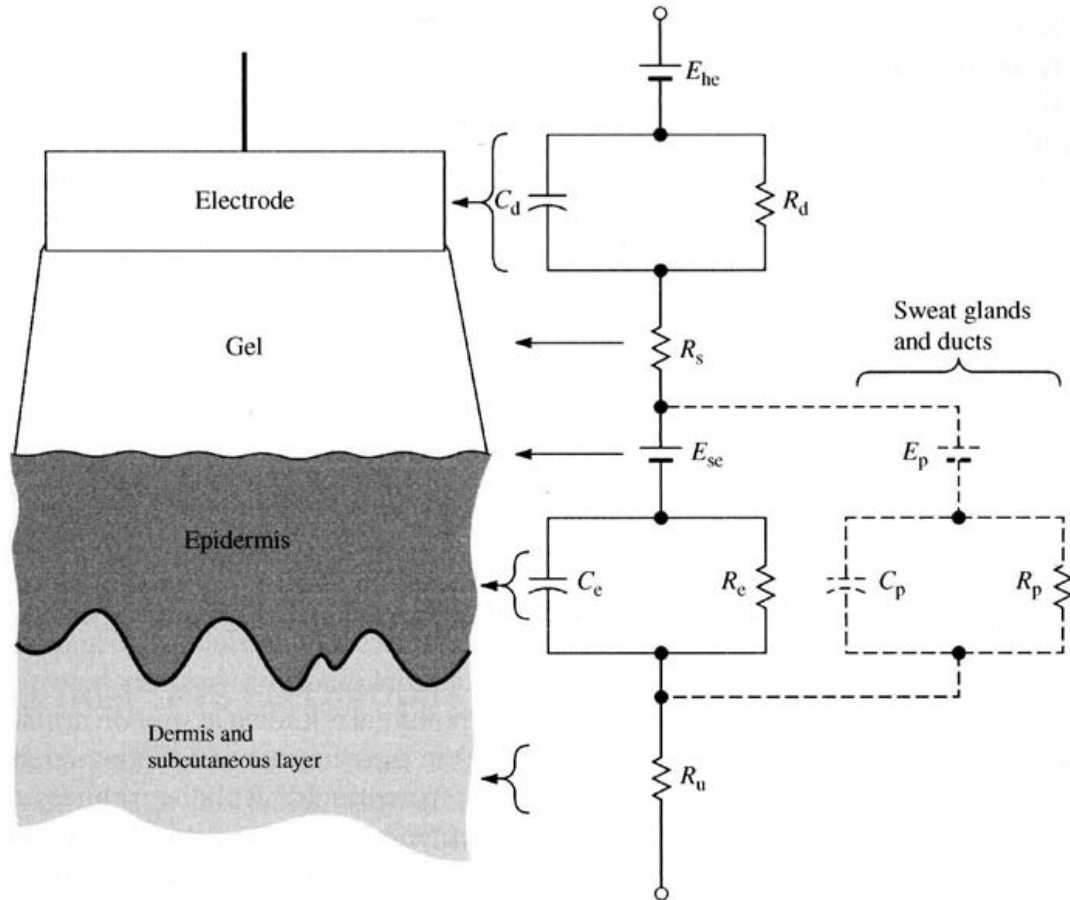 E_he
Electrode
C_d
R_d
Sweat glands
and ducts
Gel
R_s
E_se
E_p
Epidermis
C_e
R_e
C_p
R_p
Dermis and
subcutaneous layer
R_u